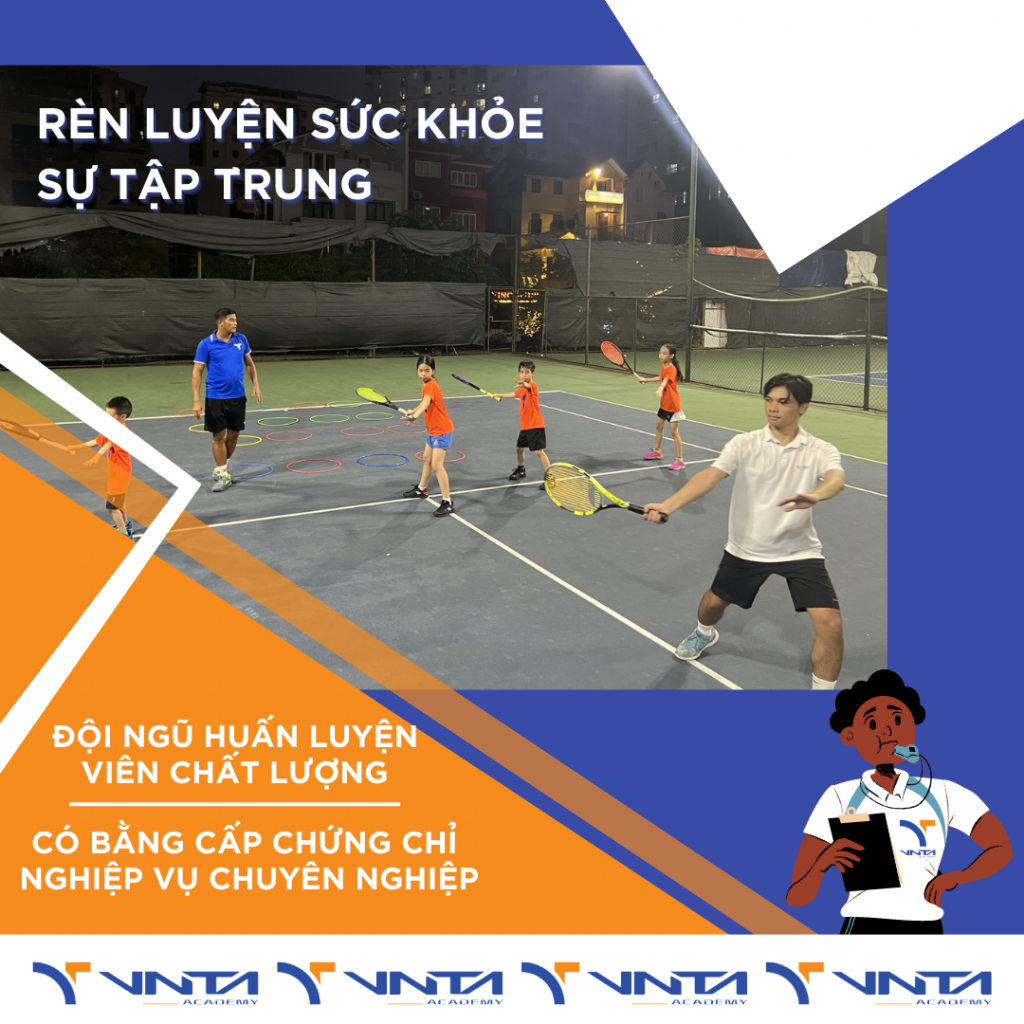 RÈN LUYỆN SỨC KHỎE
SỰ TẬP TRUNG
ĐỘI NGŨ HUẤN LUYỆN
VIÊN CHẤT LƯỢNG
CÓ BẰNG CẤP CHỨNG CHỈ
NGHIỆP VỤ CHUYÊN NGHIỆP
VNTA
VNTA ACADEMY
VNTA ACADEMY
VNTA ACADEMY
VNTA ACADEMY